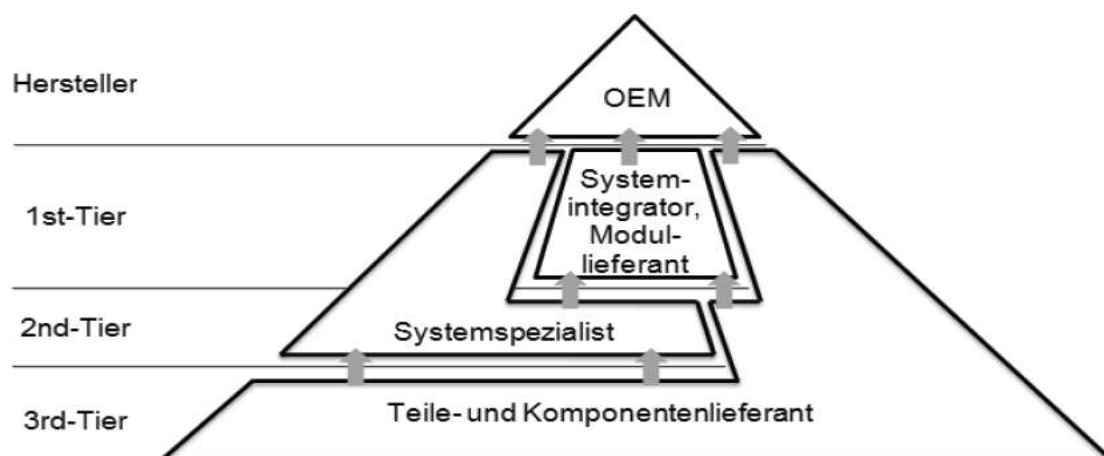 Hersteller
OEM
1st-Tier
System-
integrator,
Modul-
lieferant
2nd-Tier
Systemspezialist
3rd-Tier
Teile- und Komponentenlieferant